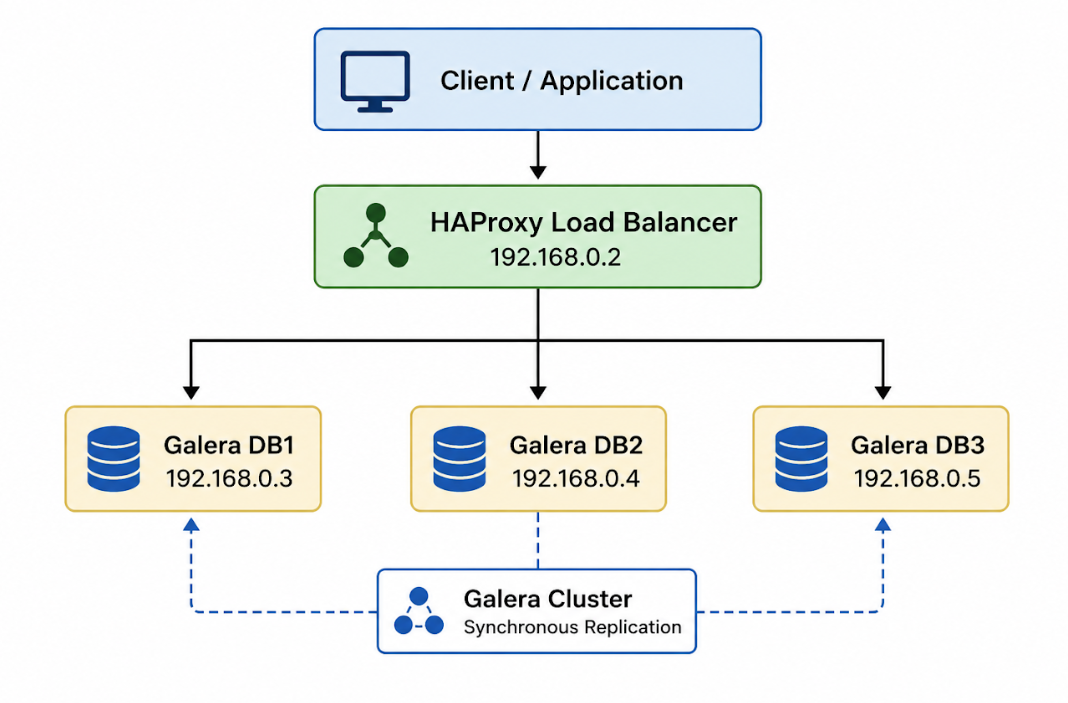 Client / Application
HAProxy Load Balancer
192.168.0.2
Galera DB1
192.168.0.3
Galera DB2
192.168.0.4
Galera DB3
192.168.0.5
Galera Cluster
Synchronous Replication